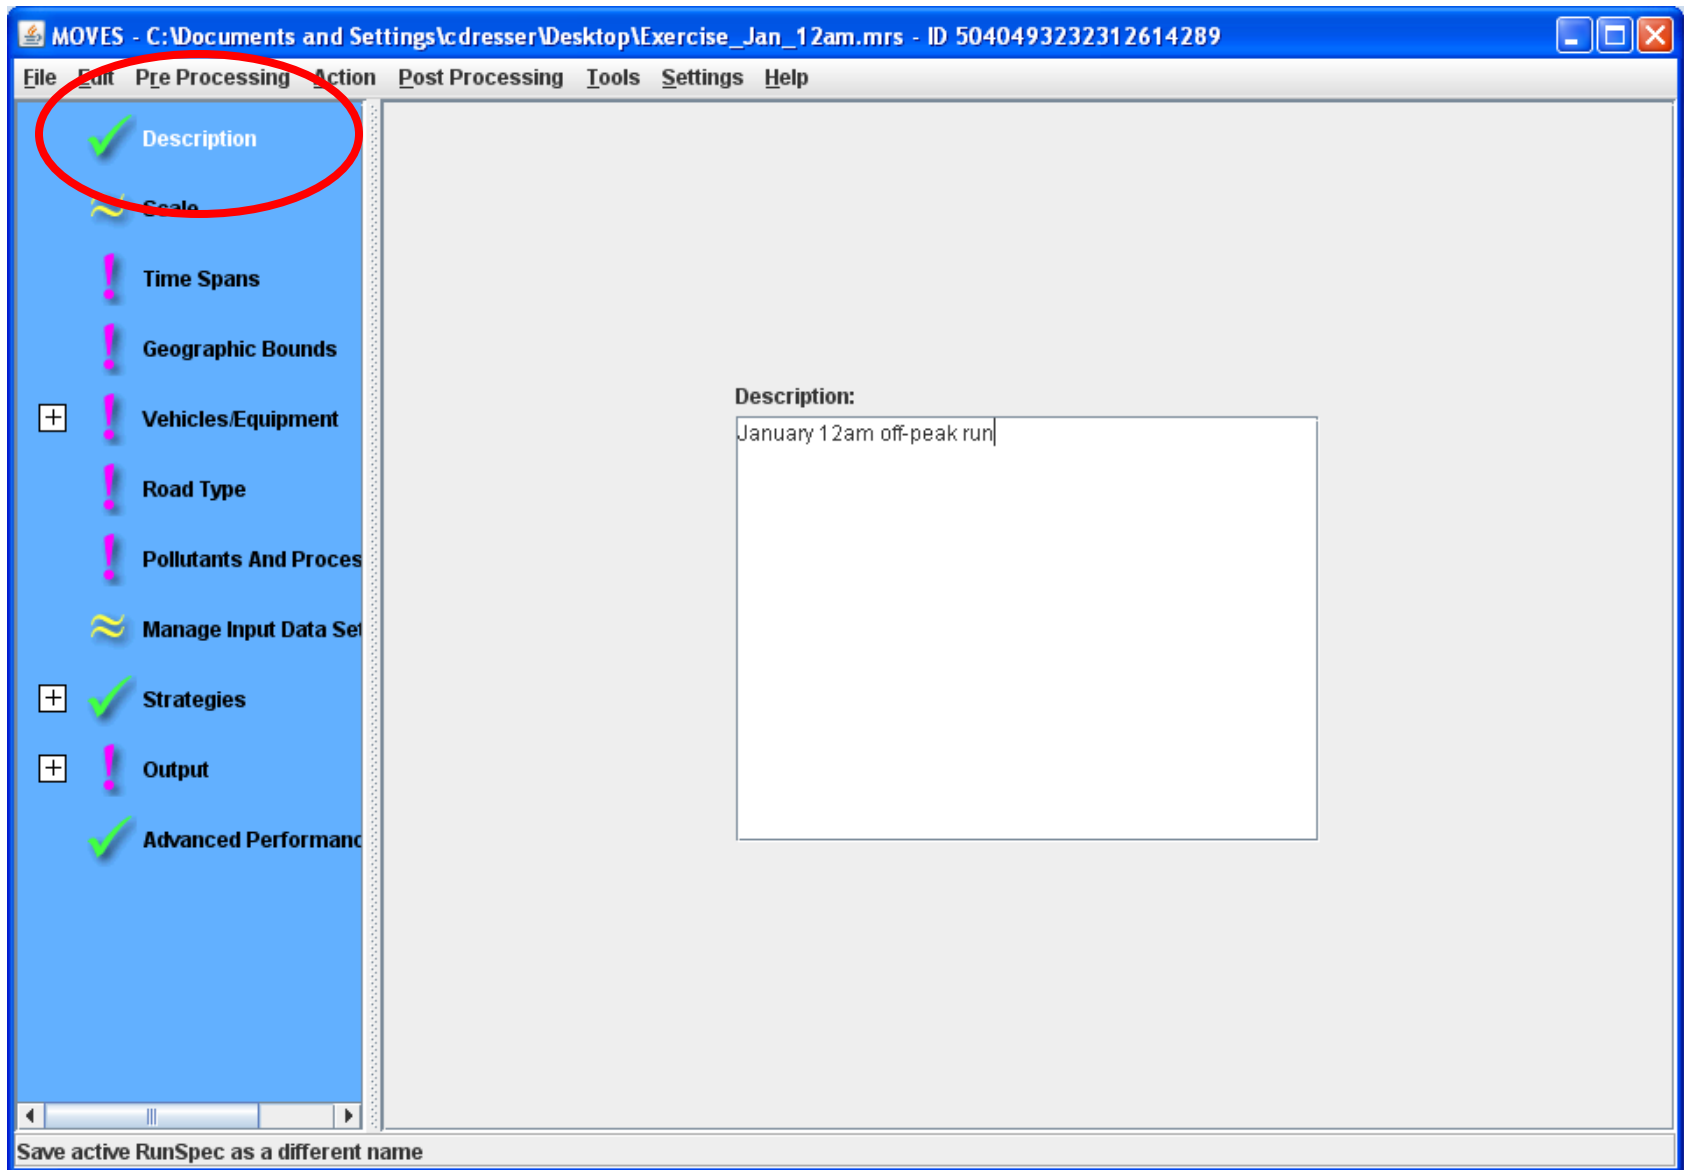 MOVES - C:\Documents and Settings\cdresser\Desktop\Exercise_Jan_12am.mrs - ID 5040493232312614289
File Edit Pre Processing Action Post Processing Tools Settings Help
Description
Scale
Time Spans
Geographic Bounds
Vehicles/Equipment
Road Type
Pollutants And Proces
Manage Input Data Set
Strategies
Output
Advanced Performanc
Description:
January 12am off-peak run
Save active RunSpec as a different name